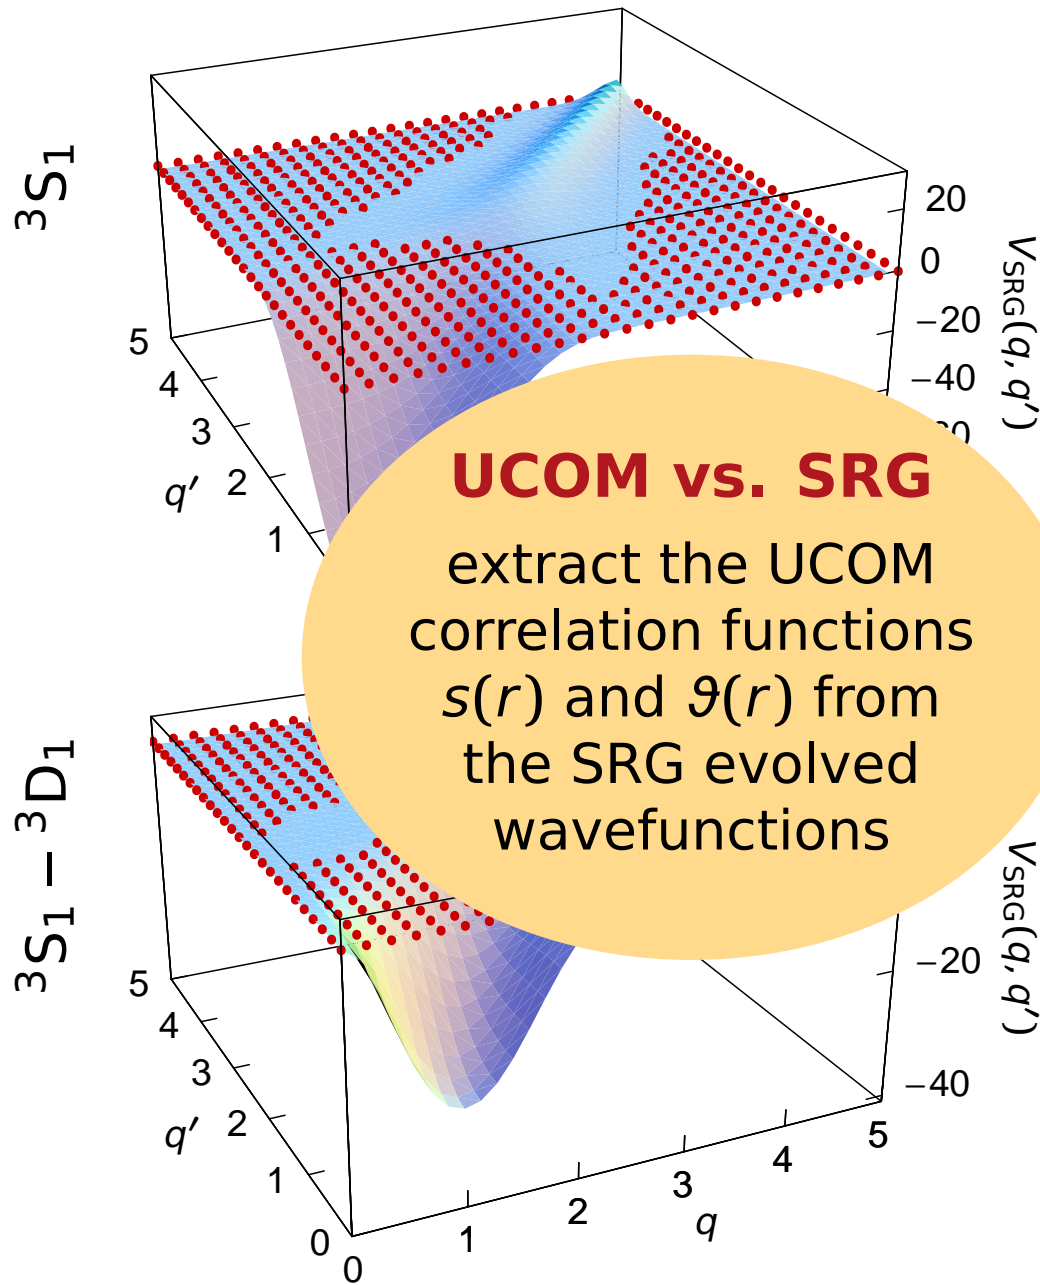 ³S₁
20
0
−20
−40
V_SRG(q, q′)
5
4
3
2
1
q′
UCOM vs. SRG
extract the UCOM
correlation functions
s(r) and ϑ(r) from
the SRG evolved
wavefunctions
³S₁ − ³D₁
V_SRG(q, q′)
−20
−40
5
4
3
2
1
0
q′
0
1
2
3
4
5
q